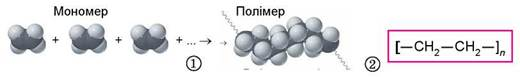 Мономер Полімер
+ + + ... → →
① ② [—CH₂—CH₂—]ₙ